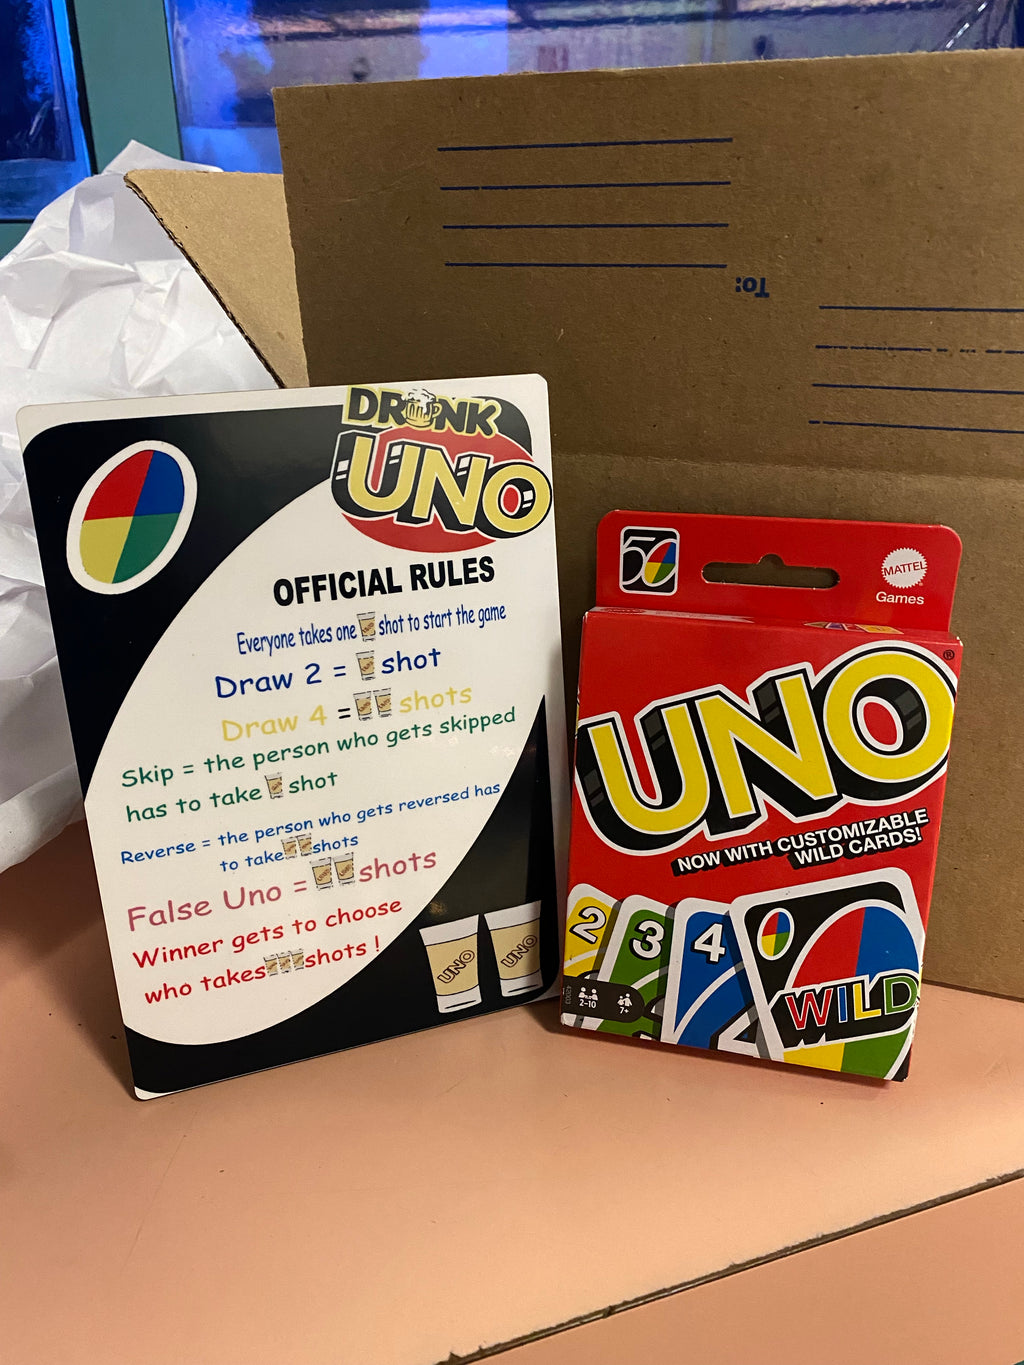 To:
DRUNK
UNO
OFFICIAL RULES
Everyone takes one shot to start the game
Draw 2 = shot
Draw 4 = shots
Skip = the person who gets skipped
has to take shot
Reverse = the person who gets reversed has
to take shots
False Uno = shots
Winner gets to choose
who takes shots !
UNO UNO
50
MATTEL
Games
UNO®
NOW WITH CUSTOMIZABLE
WILD CARDS!
2 3 4
WILD
2-10 7+